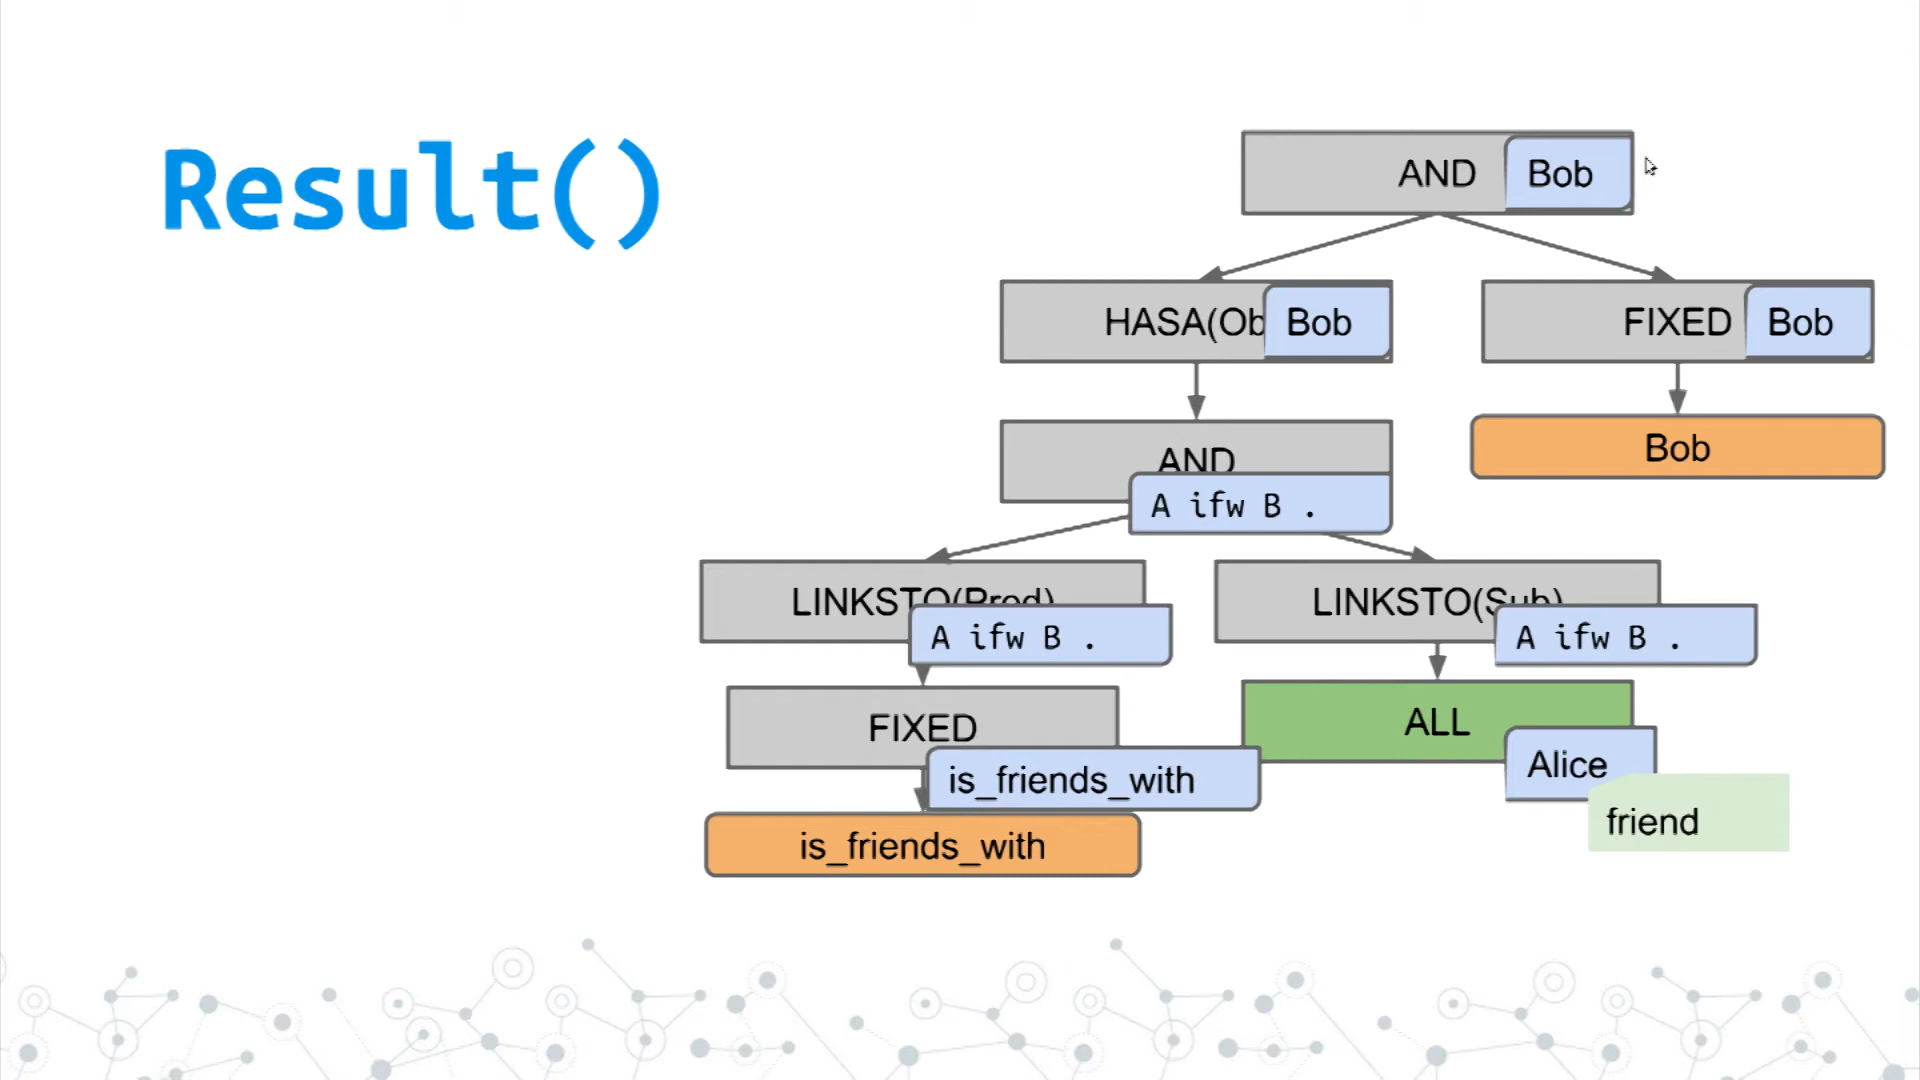 Result()
AND
Bob
HASA(Ob
Bob
FIXED
Bob
AND
A ifw B .
Bob
LINKSTO(Pred)
A ifw B .
LINKSTO(Sub)
A ifw B .
FIXED
is_friends_with
ALL
Alice
friend
is_friends_with